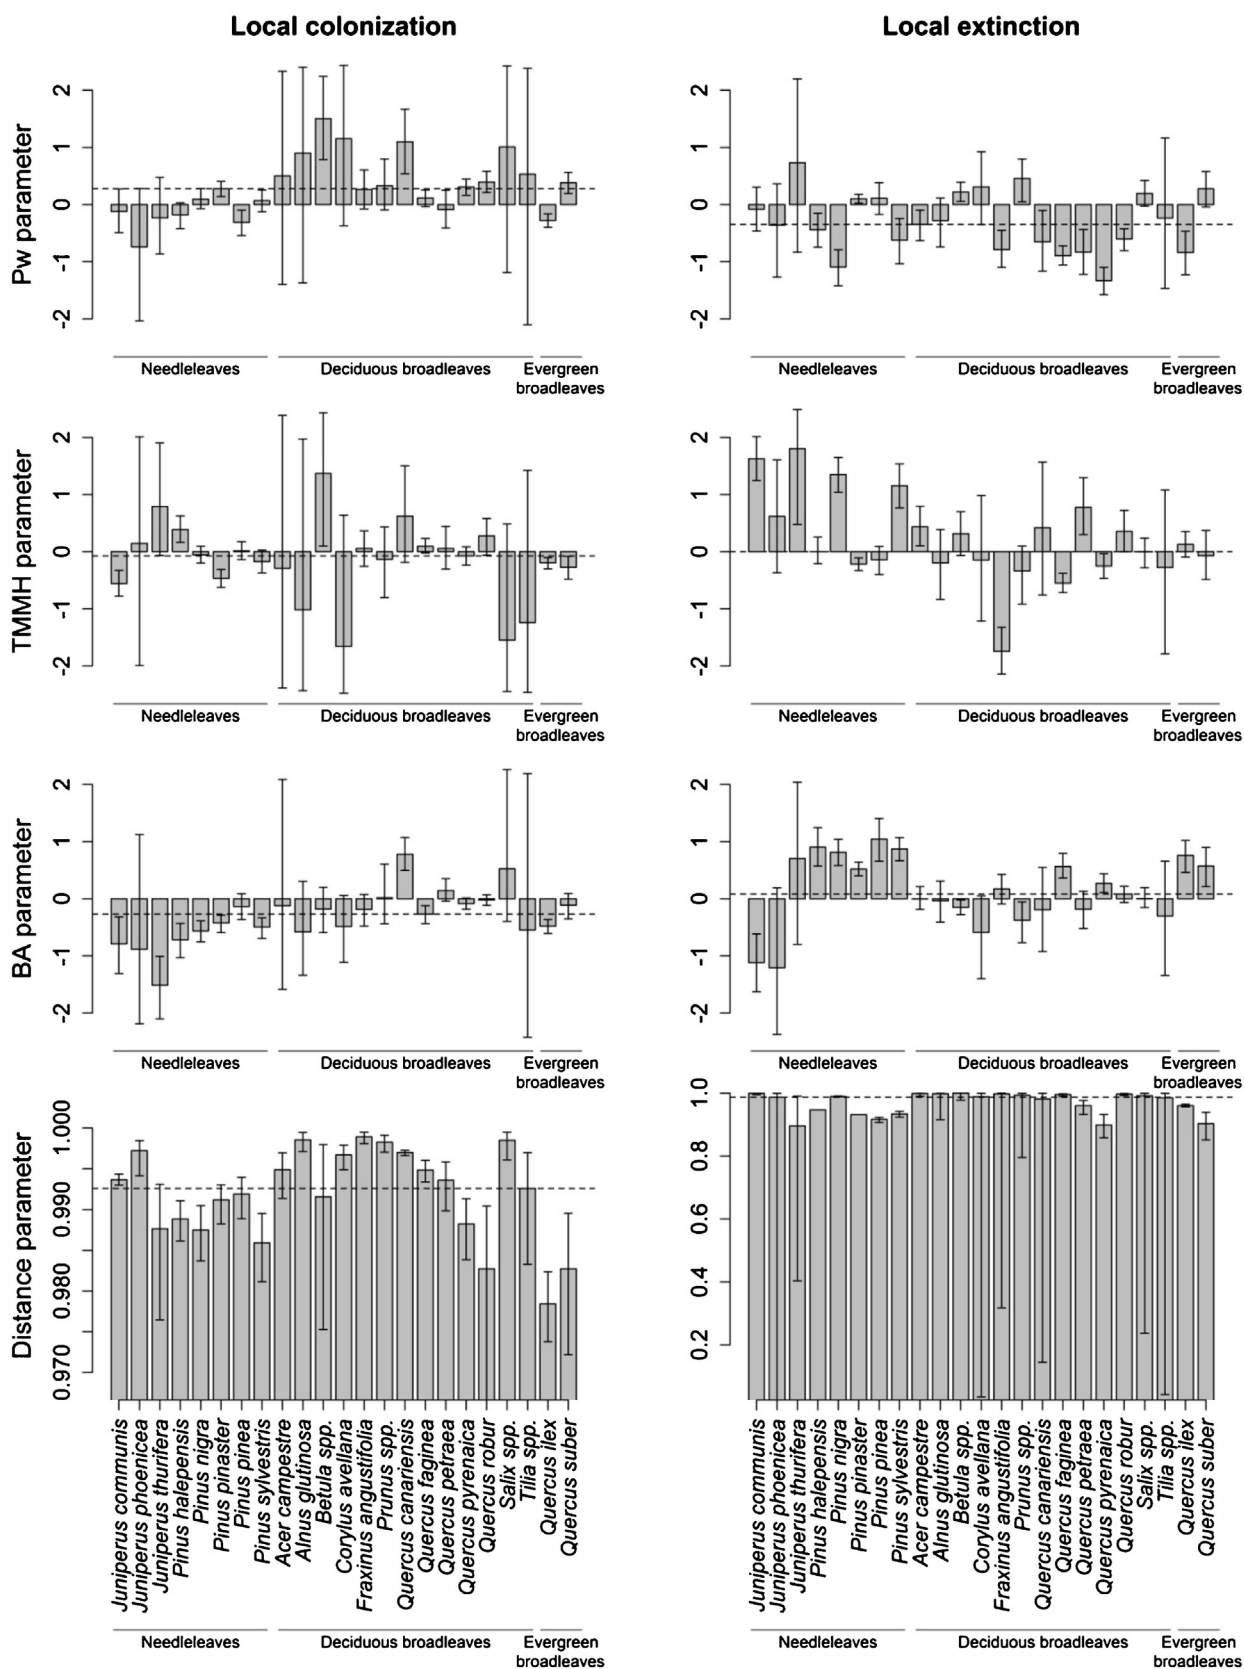 Local colonization
Local extinction
Pw parameter
2
1
0
-1
-2
Needleleaves
Deciduous broadleaves
Evergreen
broadleaves
2
1
0
-1
-2
Needleleaves
Deciduous broadleaves
Evergreen
broadleaves
TMMH parameter
2
1
0
-1
-2
Needleleaves
Deciduous broadleaves
Evergreen
broadleaves
2
1
0
-1
-2
Needleleaves
Deciduous broadleaves
Evergreen
broadleaves
BA parameter
2
1
0
-1
-2
Needleleaves
Deciduous broadleaves
Evergreen
broadleaves
2
1
0
-1
-2
Needleleaves
Deciduous broadleaves
Evergreen
broadleaves
Distance parameter
1.000
0.990
0.980
0.970
Juniperus communis
Juniperus phoenicea
Juniperus thurifera
Pinus halepensis
Pinus nigra
Pinus pinaster
Pinus pinea
Pinus sylvestris
Acer campestre
Alnus glutinosa
Betula spp.
Corylus avellana
Fraxinus angustifolia
Prunus spp.
Quercus canariensis
Quercus faginea
Quercus petraea
Quercus pyrenaica
Quercus robur
Salix spp.
Tilia spp.
Quercus ilex
Quercus suber
Needleleaves
Deciduous broadleaves
Evergreen
broadleaves
1.0
0.8
0.6
0.4
0.2
Juniperus communis
Juniperus phoenicea
Juniperus thurifera
Pinus halepensis
Pinus nigra
Pinus pinaster
Pinus pinea
Pinus sylvestris
Acer campestre
Alnus glutinosa
Betula spp.
Corylus avellana
Fraxinus angustifolia
Prunus spp.
Quercus canariensis
Quercus faginea
Quercus petraea
Quercus pyrenaica
Quercus robur
Salix spp.
Tilia spp.
Quercus ilex
Quercus suber
Needleleaves
Deciduous broadleaves
Evergreen
broadleaves